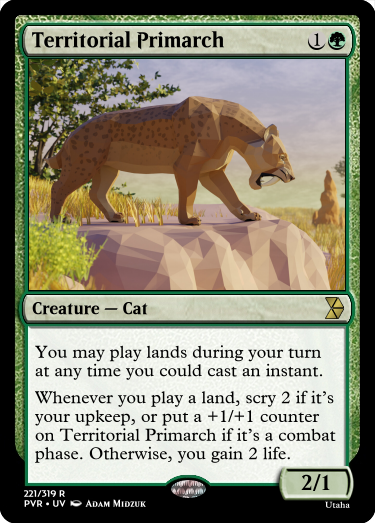 Territorial Primarch 1
Creature — Cat
You may play lands during your turn
at any time you could cast an instant.
Whenever you play a land, scry 2 if it's
your upkeep, or put a +1/+1 counter
on Territorial Primarch if it's a combat
phase. Otherwise, you gain 2 life.
2/1
221/319 R
PVR • UV Adam Midzuk
Utaha